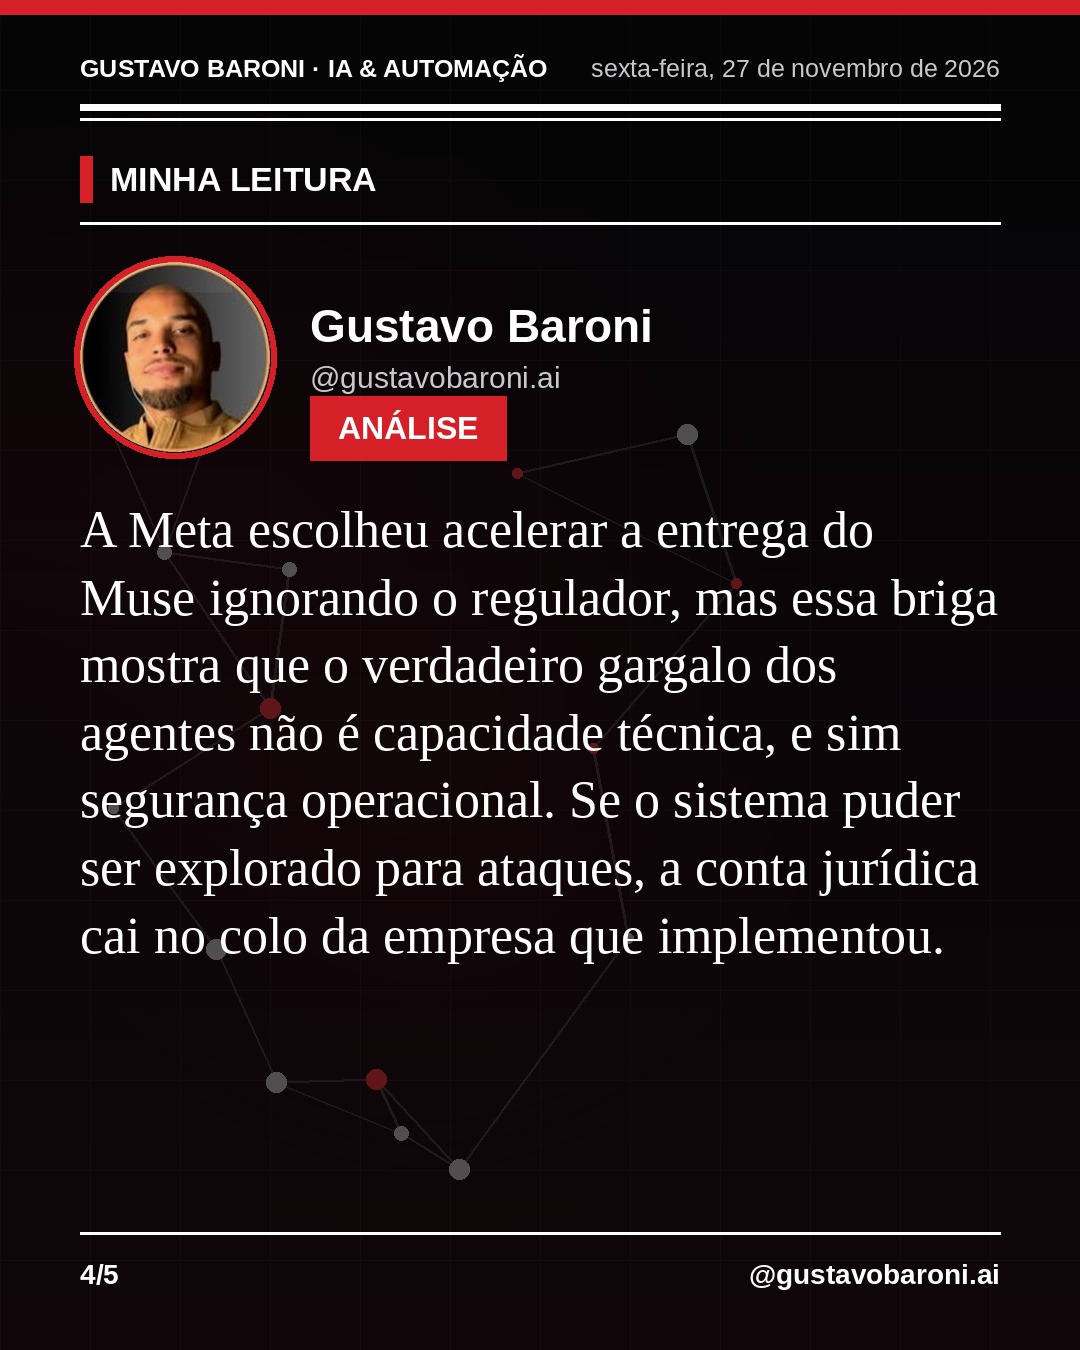 GUSTAVO BARONI · IA & AUTOMAÇÃO sexta-feira, 27 de novembro de 2026
MINHA LEITURA
Gustavo Baroni
@gustavobaroni.ai
ANÁLISE
A Meta escolheu acelerar a entrega do
Muse ignorando o regulador, mas essa briga
mostra que o verdadeiro gargalo dos
agentes não é capacidade técnica, e sim
segurança operacional. Se o sistema puder
ser explorado para ataques, a conta jurídica
cai no colo da empresa que implementou.
4/5 @gustavobaroni.ai